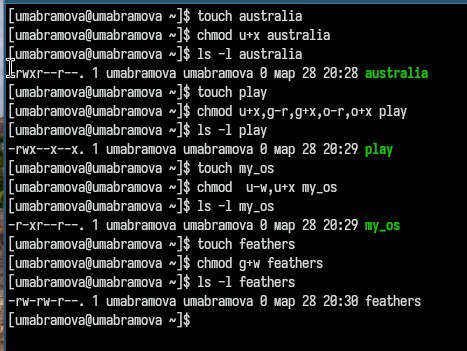 [umabramova@umabramova ~]$ touch australia
[umabramova@umabramova ~]$ chmod u+x australia
[umabramova@umabramova ~]$ ls -l australia
-rwxr--r--. 1 umabramova umabramova 0 мар 28 20:28 australia
[umabramova@umabramova ~]$ touch play
[umabramova@umabramova ~]$ chmod u+x,g-r,g+x,o-r,o+x play
[umabramova@umabramova ~]$ ls -l play
-rwx--x--x. 1 umabramova umabramova 0 мар 28 20:29 play
[umabramova@umabramova ~]$ touch my_os
[umabramova@umabramova ~]$ chmod  u-w,u+x my_os
[umabramova@umabramova ~]$ ls -l my_os
-r-xr--r--. 1 umabramova umabramova 0 мар 28 20:29 my_os
[umabramova@umabramova ~]$ touch feathers
[umabramova@umabramova ~]$ chmod g+w feathers
[umabramova@umabramova ~]$ ls -l feathers
-rw-rw-r--. 1 umabramova umabramova 0 мар 28 20:30 feathers
[umabramova@umabramova ~]$